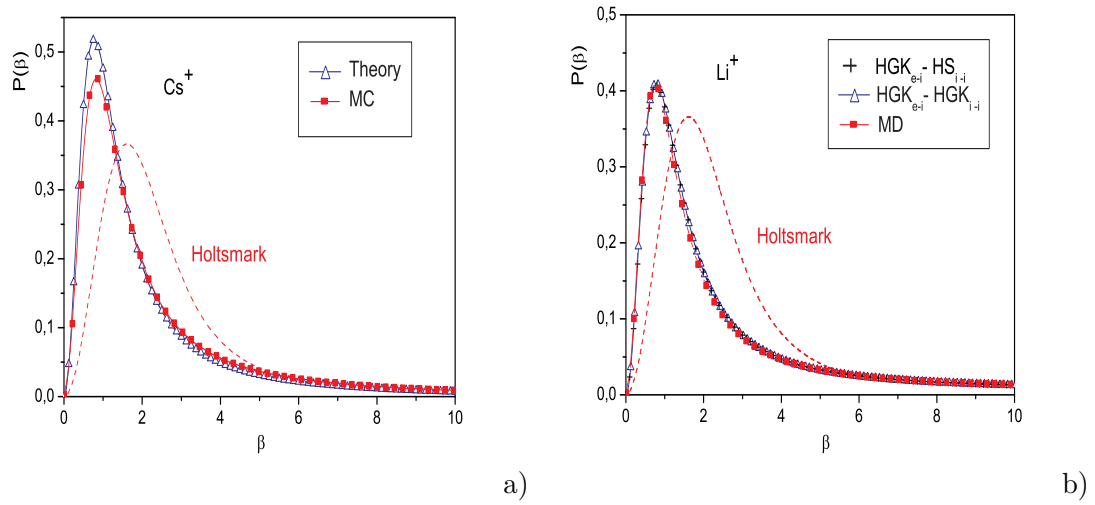 P(β)
0,5
0,4
0,3
0,2
0,1
0,0
Cs+
Theory
MC
Holtsmark
0 2 4 6 8 10
β
a)
P(β)
0,5
0,4
0,3
0,2
0,1
0,0
Li+
HGKe-i- HSi-i
HGKe-i- HGKi-i
MD
Holtsmark
0 2 4 6 8 10
β
b)